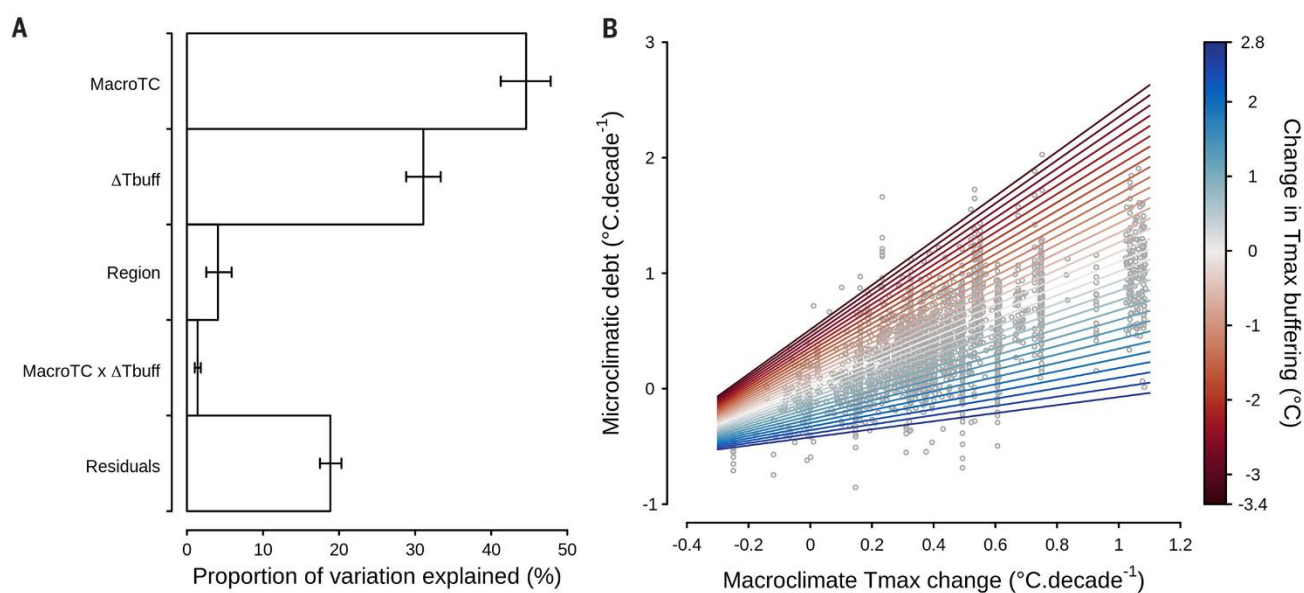 A
MacroTC
ΔTbuff
Region
MacroTC x ΔTbuff
Residuals
0 10 20 30 40 50
Proportion of variation explained (%)
B
3
2
1
0
-1
Microclimatic debt (°C.decade⁻¹)
-0.4 -0.2 0 0.2 0.4 0.6 0.8 1 1.2
Macroclimate Tmax change (°C.decade⁻¹)
2.8
2
1
0
-1
-2
-3
-3.4
Change in Tmax buffering (°C)